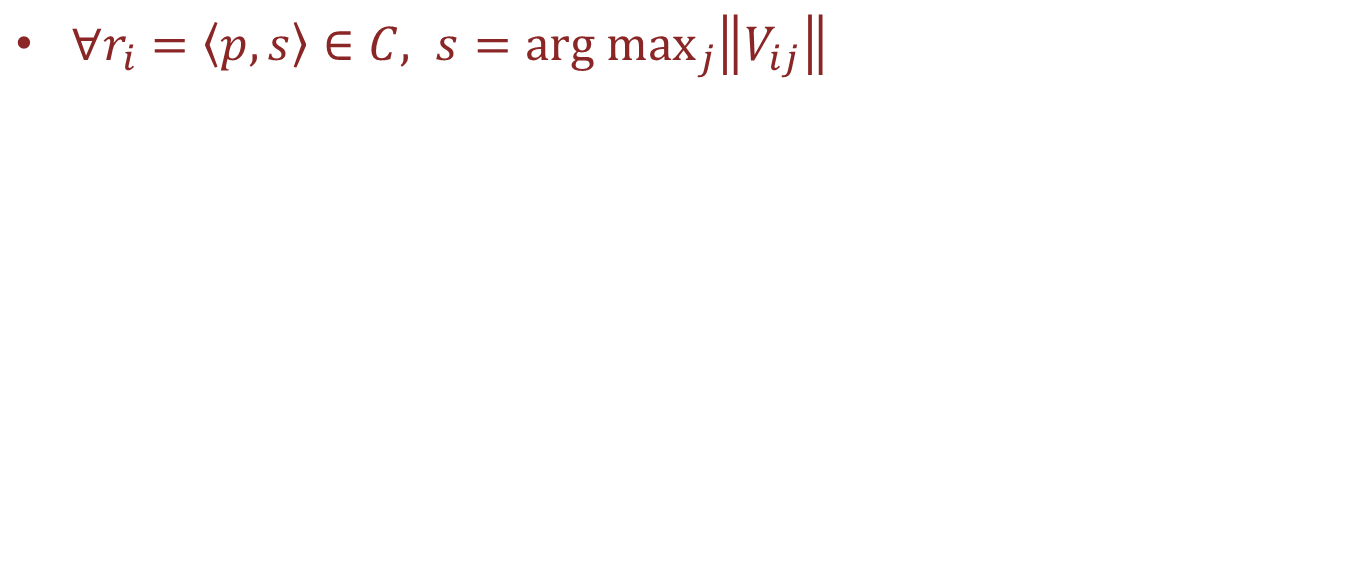 • ∀rᵢ = ⟨p, s⟩ ∈ C, s = arg maxⱼ‖Vᵢⱼ‖